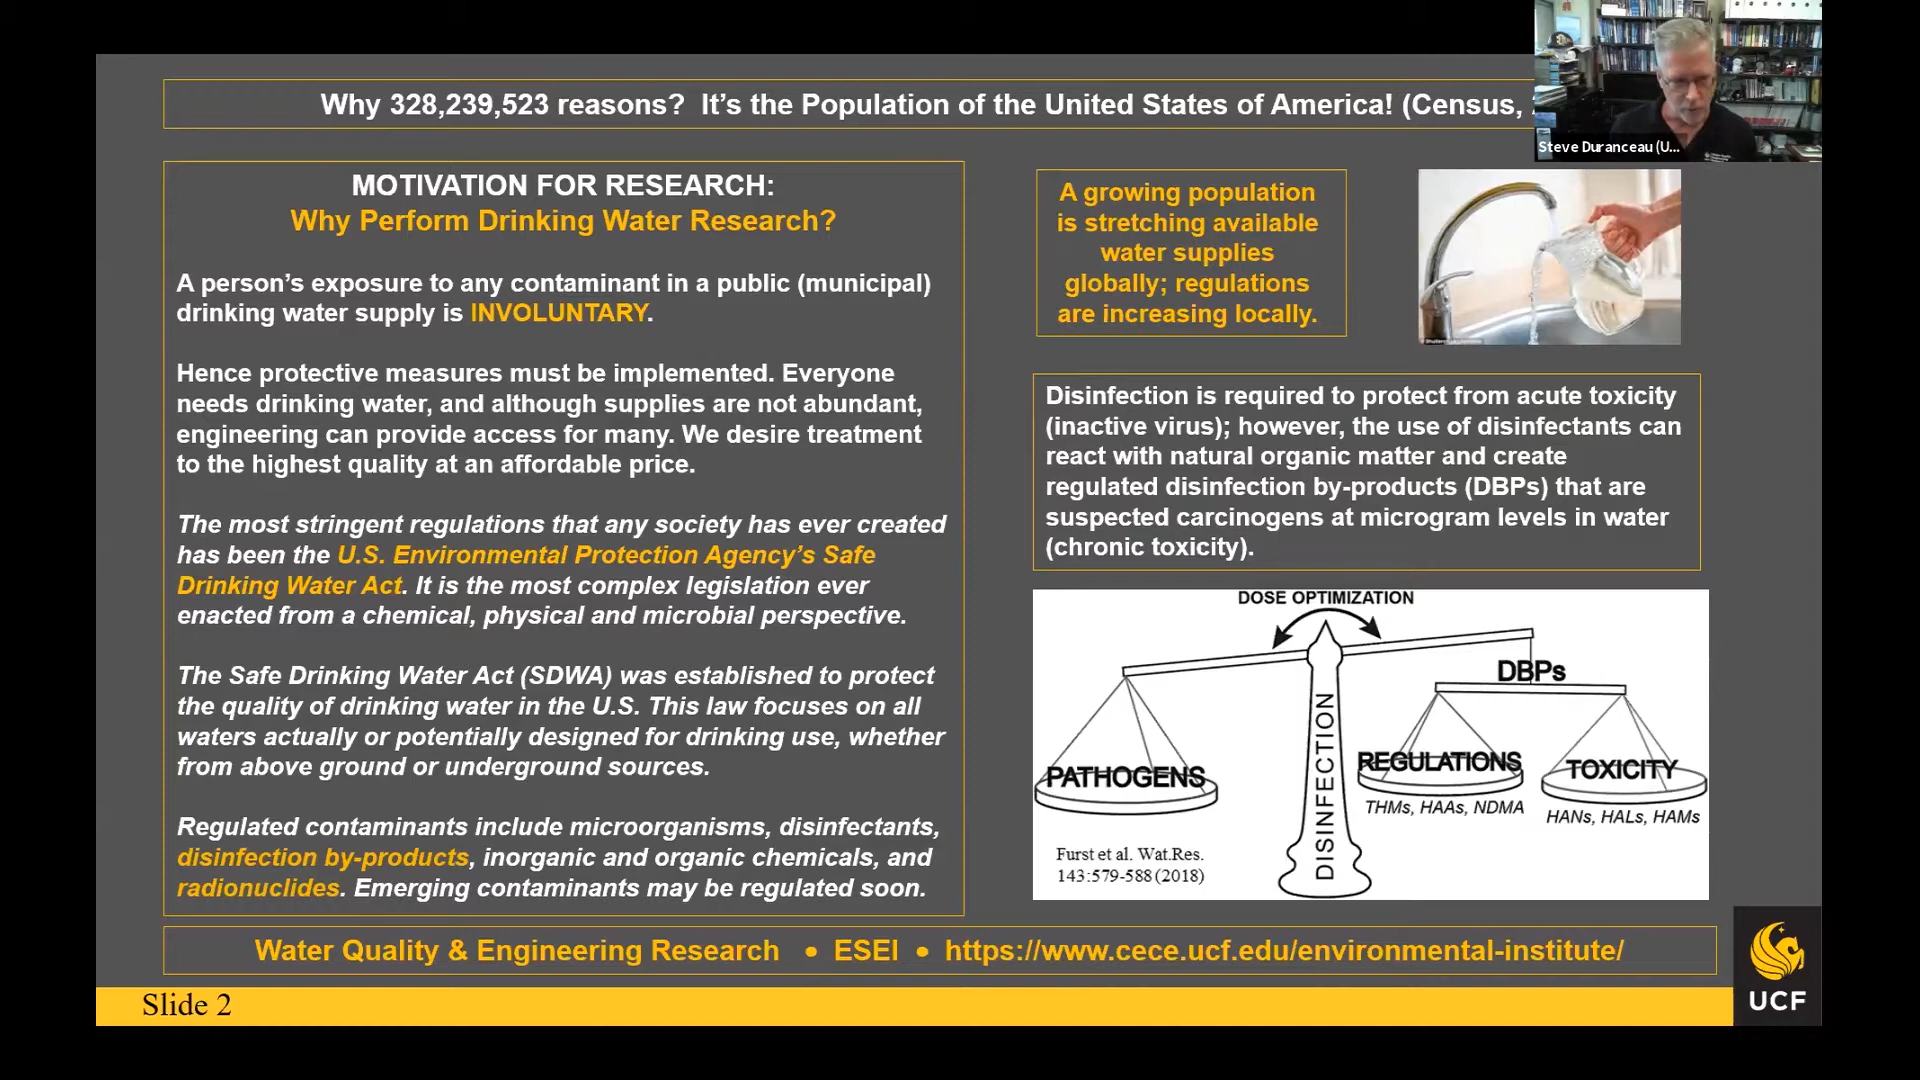 Why 328,239,523 reasons? It's the Population of the United States of America! (Census,
Steve Duranceau (U...
MOTIVATION FOR RESEARCH:
Why Perform Drinking Water Research?
A person's exposure to any contaminant in a public (municipal)
drinking water supply is INVOLUNTARY.
Hence protective measures must be implemented. Everyone
needs drinking water, and although supplies are not abundant,
engineering can provide access for many. We desire treatment
to the highest quality at an affordable price.
The most stringent regulations that any society has ever created
has been the U.S. Environmental Protection Agency's Safe
Drinking Water Act. It is the most complex legislation ever
enacted from a chemical, physical and microbial perspective.
The Safe Drinking Water Act (SDWA) was established to protect
the quality of drinking water in the U.S. This law focuses on all
waters actually or potentially designed for drinking use, whether
from above ground or underground sources.
Regulated contaminants include microorganisms, disinfectants,
disinfection by-products, inorganic and organic chemicals, and
radionuclides. Emerging contaminants may be regulated soon.
A growing population
is stretching available
water supplies
globally; regulations
are increasing locally.
Disinfection is required to protect from acute toxicity
(inactive virus); however, the use of disinfectants can
react with natural organic matter and create
regulated disinfection by-products (DBPs) that are
suspected carcinogens at microgram levels in water
(chronic toxicity).
DOSE OPTIMIZATION
DBPs
PATHOGENS
DISINFECTION
REGULATIONS
THMs, HAAs, NDMA
TOXICITY
HANs, HALs, HAMs
Furst et al. Wat.Res.
143:579-588 (2018)
Water Quality & Engineering Research • ESEI • https://www.cece.ucf.edu/environmental-institute/
Slide 2
UCF